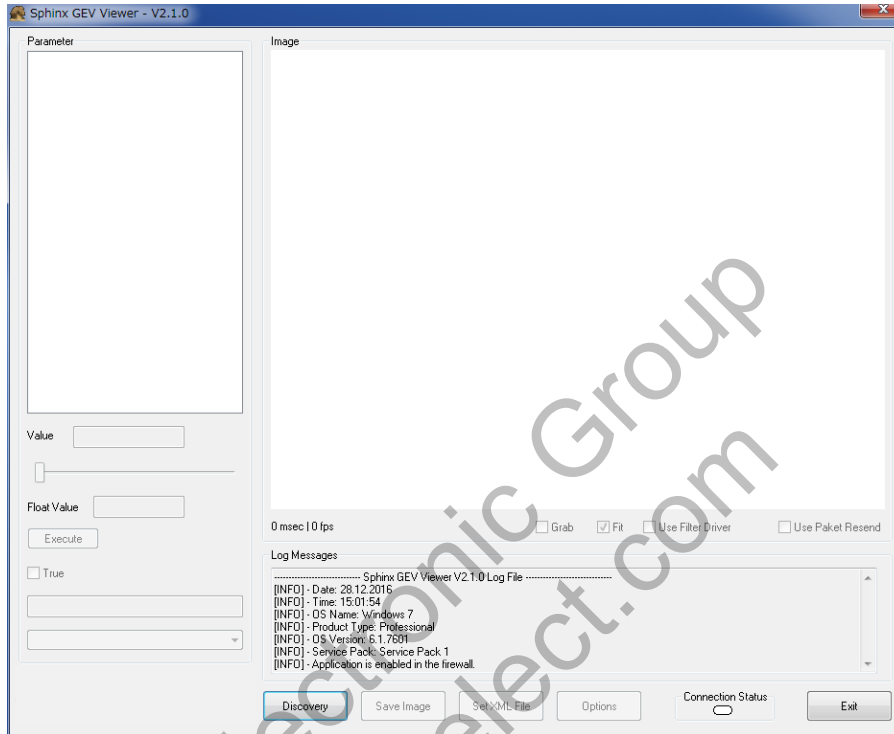 Sphinx GEV Viewer - V2.1.0
Parameter
Image
Value
Float Value
Execute
True
0 msec | 0 fps
Grab
Fit
Use Filter Driver
Use Paket Resend
Log Messages
------------------------------ Sphinx GEV Viewer V2.1.0 Log File ------------------------------
[INFO] - Date: 28.12.2016
[INFO] - Time: 15:01:54
[INFO] - OS Name: Windows 7
[INFO] - Product Type: Professional
[INFO] - OS Version: 6.1.7601
[INFO] - Service Pack: Service Pack 1
[INFO] - Application is enabled in the firewall.
Discovery
Save Image
Set XML File
Options
Connection Status
Exit
Group